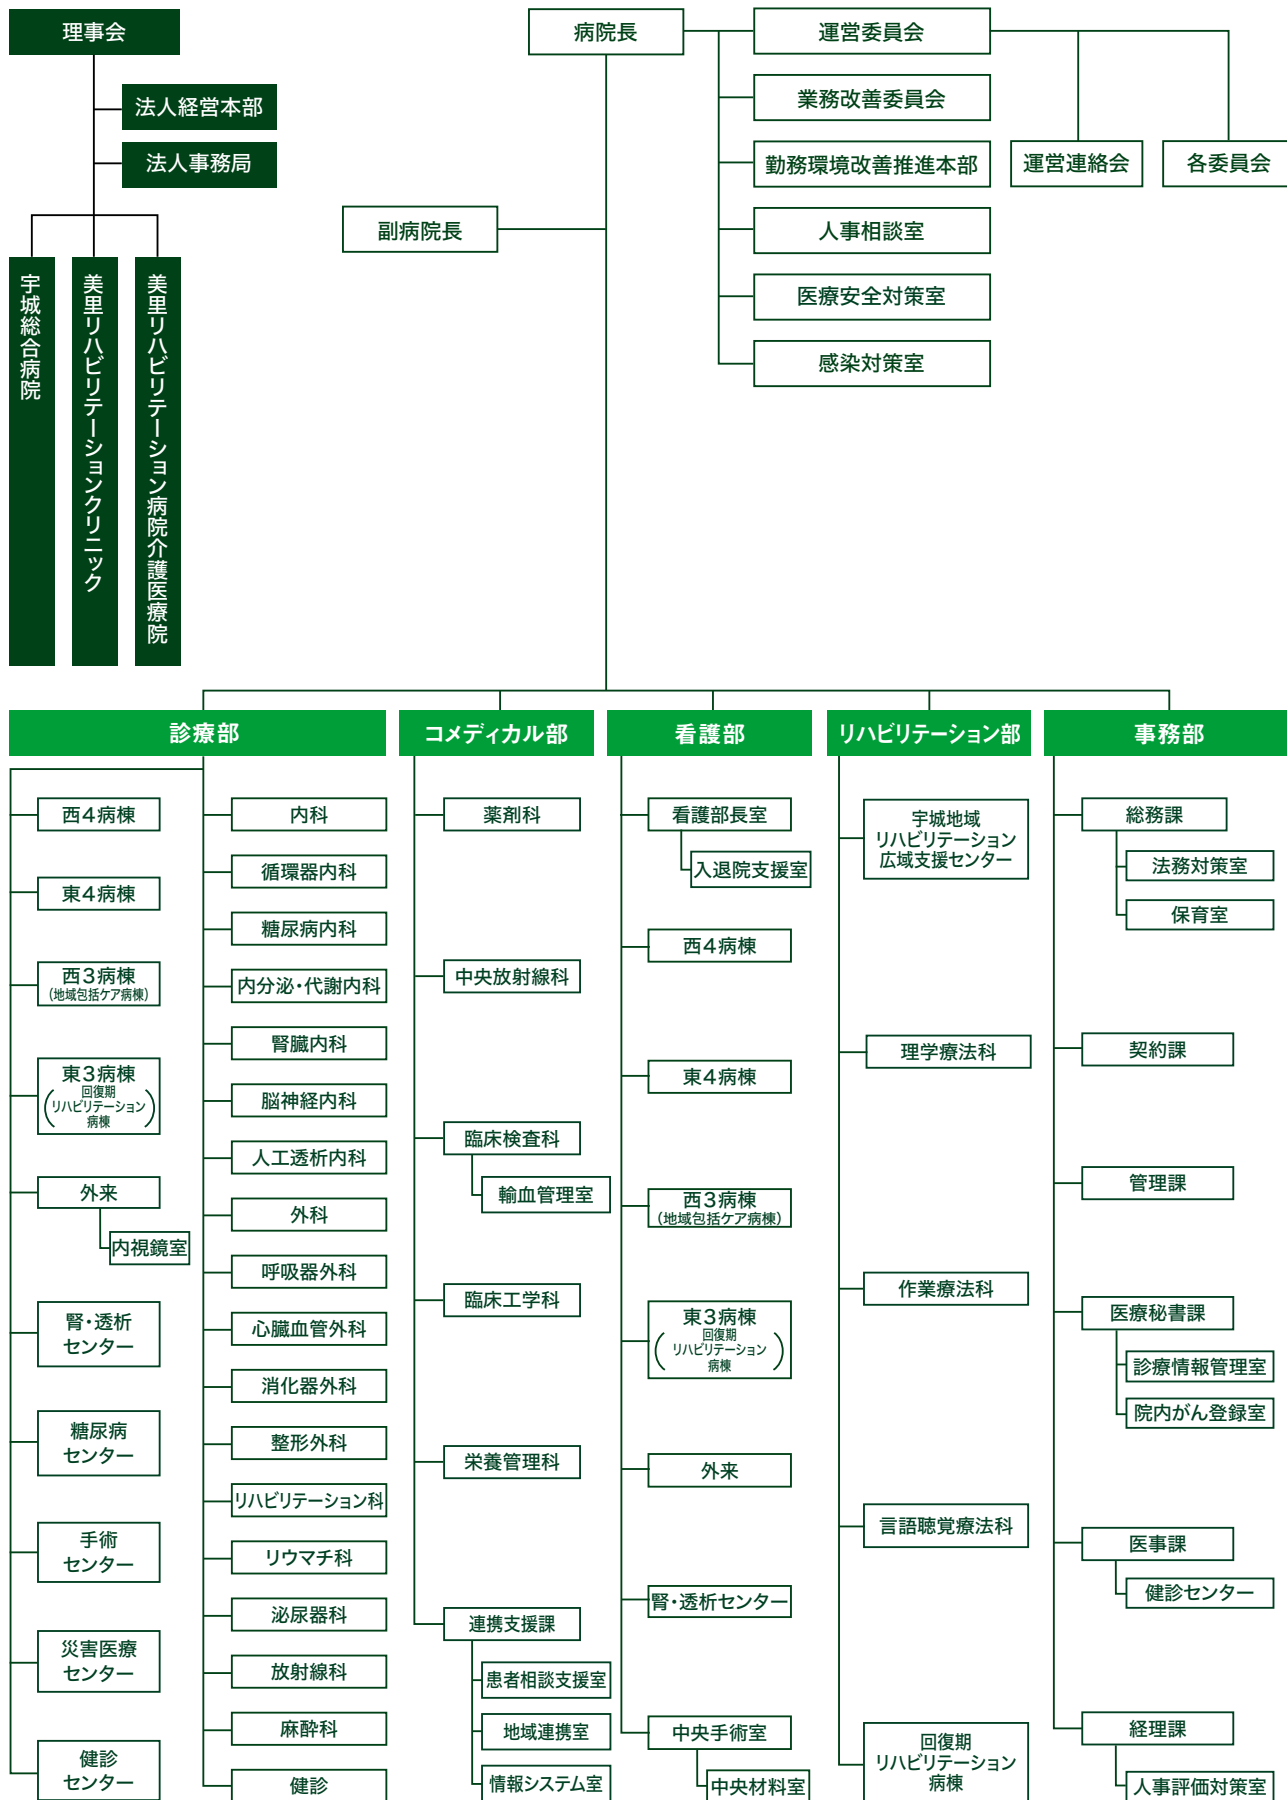 理事会
法人経営本部
法人事務局
宇城総合病院
美里リハビリテーションクリニック
美里リハビリテーション病院介護医療院
病院長
副病院長
運営委員会
業務改善委員会
勤務環境改善推進本部
人事相談室
医療安全対策室
感染対策室
運営連絡会
各委員会
診療部
西4病棟
東4病棟
西3病棟
(地域包括ケア病棟)
東3病棟
(回復期
リハビリテーション
病棟)
外来
内視鏡室
腎・透析
センター
糖尿病
センター
手術
センター
災害医療
センター
健診
センター
内科
循環器内科
糖尿病内科
内分泌・代謝内科
腎臓内科
脳神経内科
人工透析内科
外科
呼吸器外科
心臓血管外科
消化器外科
整形外科
リハビリテーション科
リウマチ科
泌尿器科
放射線科
麻酔科
健診
コメディカル部
薬剤科
中央放射線科
臨床検査科
輸血管理室
臨床工学科
栄養管理科
連携支援課
患者相談支援室
地域連携室
情報システム室
看護部
看護部長室
入退院支援室
西4病棟
東4病棟
西3病棟
(地域包括ケア病棟)
東3病棟
(回復期
リハビリテーション
病棟)
外来
腎・透析センター
中央手術室
中央材料室
リハビリテーション部
宇城地域
リハビリテーション
広域支援センター
理学療法科
作業療法科
言語聴覚療法科
回復期
リハビリテーション
病棟
事務部
総務課
法務対策室
保育室
契約課
管理課
医療秘書課
診療情報管理室
院内がん登録室
医事課
健診センター
経理課
人事評価対策室